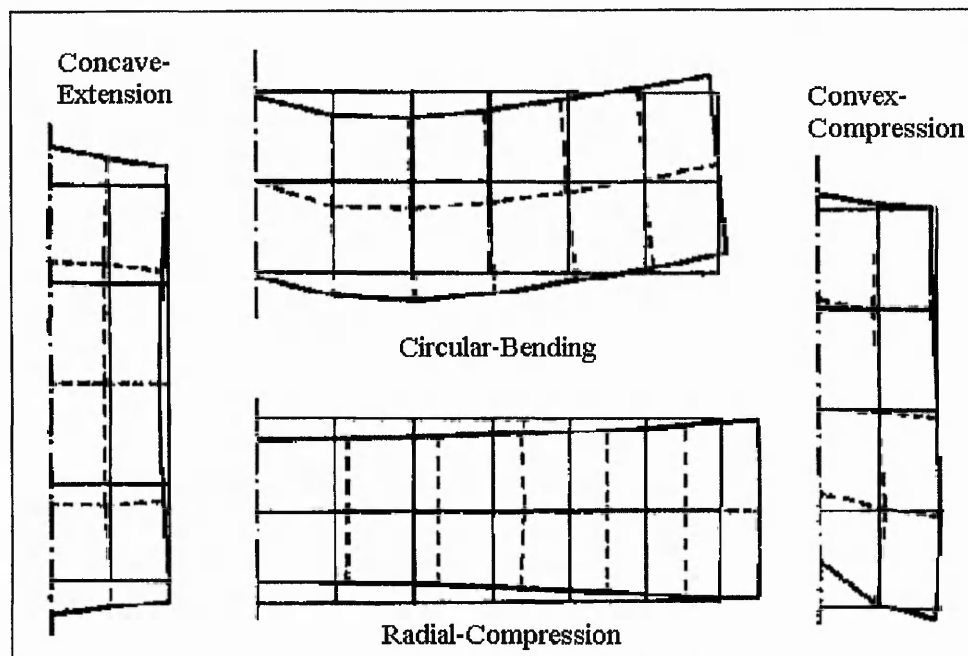 Concave-
Extension
Circular-Bending
Convex-
Compression
Radial-Compression